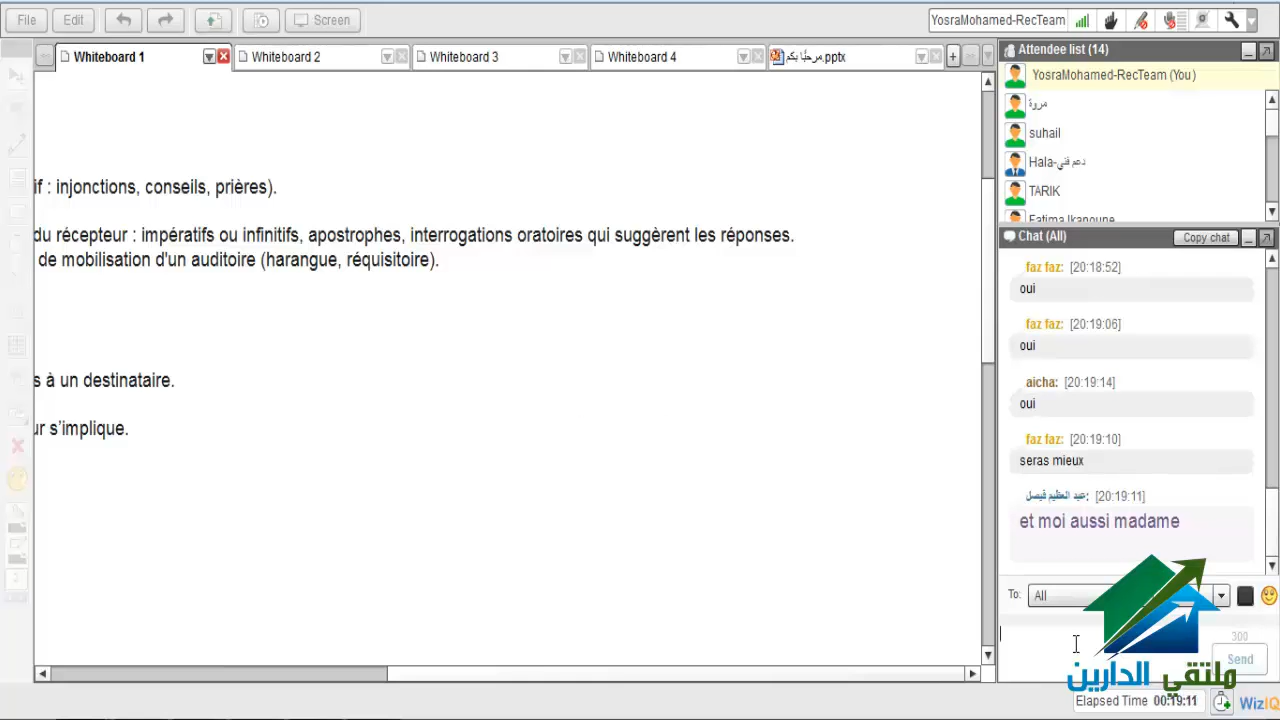 File Edit Screen YosraMohamed-RecTeam
Whiteboard 1 Whiteboard 2 Whiteboard 3 Whiteboard 4 مرحبًا بكم.pptx
if : injonctions, conseils, prières).
du récepteur : impératifs ou infinitifs, apostrophes, interrogations oratoires qui suggèrent les réponses.
de mobilisation d'un auditoire (harangue, réquisitoire).
s à un destinataire.
ur s’implique.
Attendee list (14)
YosraMohamed-RecTeam (You)
مروة
suhail
Hala-دعم فني
TARIK
Fatima Ikanoune
Chat (All) Copy chat
faz faz: [20:18:52]
oui
faz faz: [20:19:06]
oui
aicha: [20:19:14]
oui
faz faz: [20:19:10]
seras mieux
عبد العظيم فيصل: [20:19:11]
et moi aussi madame
To: All
300
Send
ملتقي الدارين
Elapsed Time 00:19:11 WizIQ
2